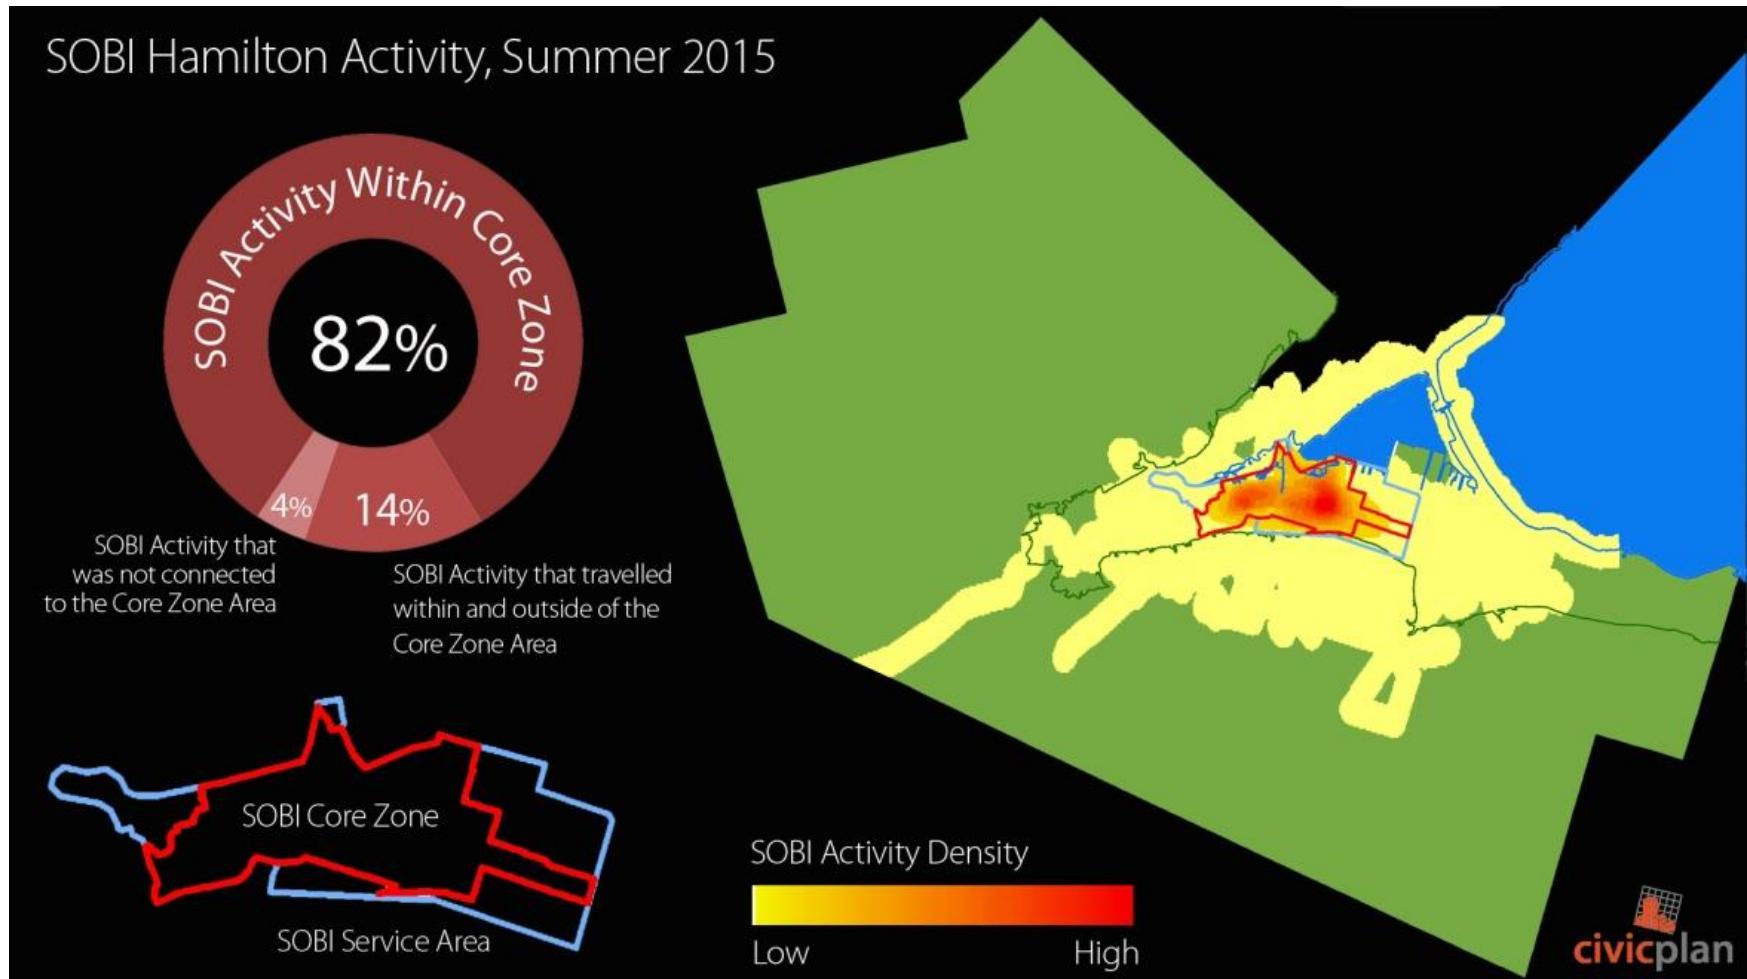 SOBI Hamilton Activity, Summer 2015
SOBI Activity Within Core Zone
82%
4%
14%
SOBI Activity that
was not connected
to the Core Zone Area
SOBI Activity that travelled
within and outside of the
Core Zone Area
SOBI Core Zone
SOBI Service Area
SOBI Activity Density
Low
High
civicplan